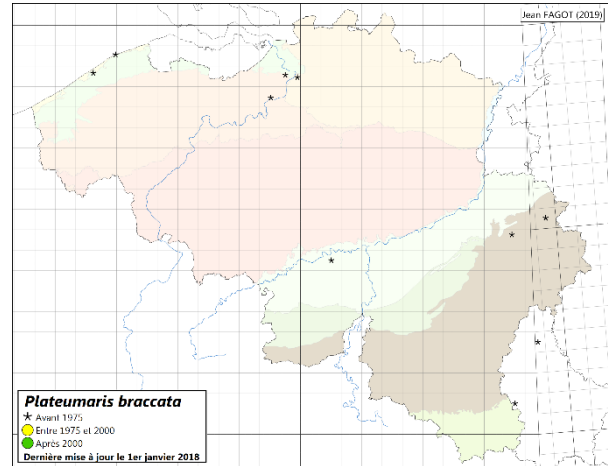 Jean FAGOT (2019)
Plateumaris braccata
Avant 1975
Entre 1975 et 2000
Après 2000
Dernière mise à jour le 1er janvier 2018